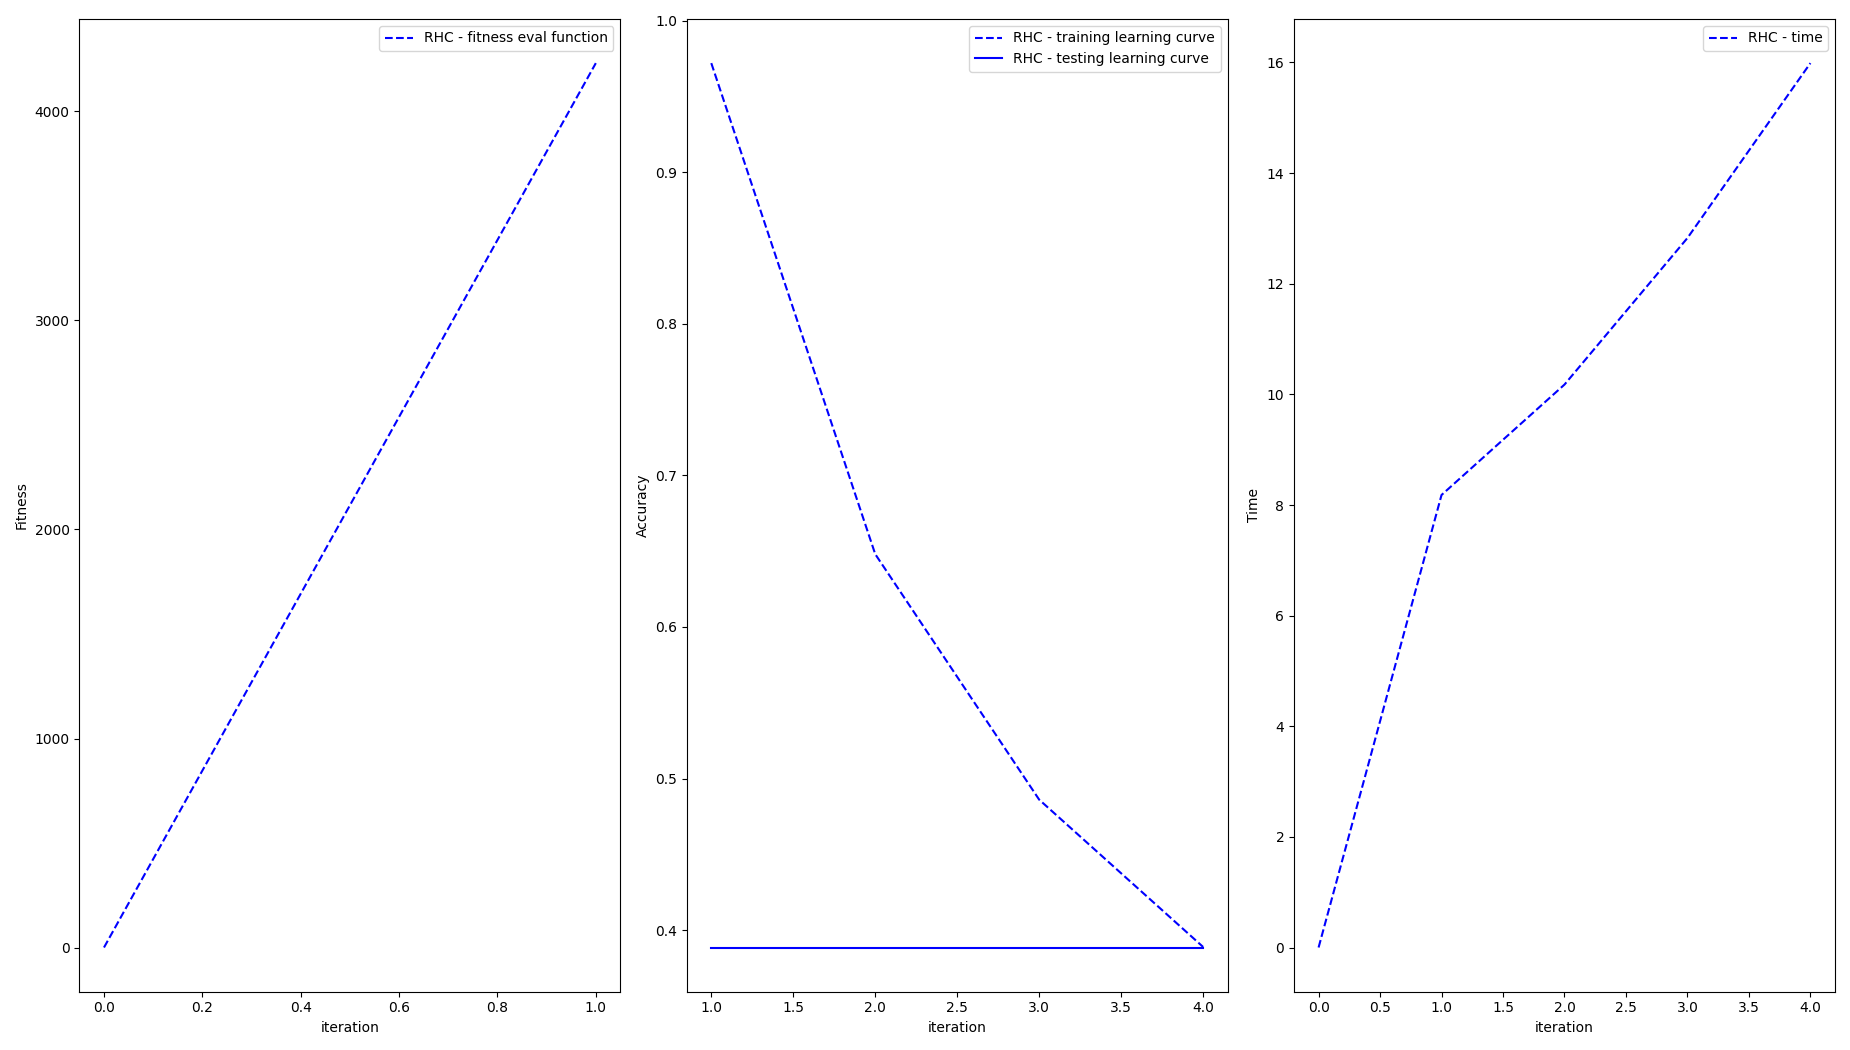 RHC - fitness eval function
4000
3000
2000
1000
0
Fitness
0.0 0.2 0.4 0.6 0.8 1.0
iteration
RHC - training learning curve
RHC - testing learning curve
1.0
0.9
0.8
0.7
0.6
0.5
0.4
Accuracy
1.0 1.5 2.0 2.5 3.0 3.5 4.0
iteration
RHC - time
16
14
12
10
8
6
4
2
0
Time
0.0 0.5 1.0 1.5 2.0 2.5 3.0 3.5 4.0
iteration